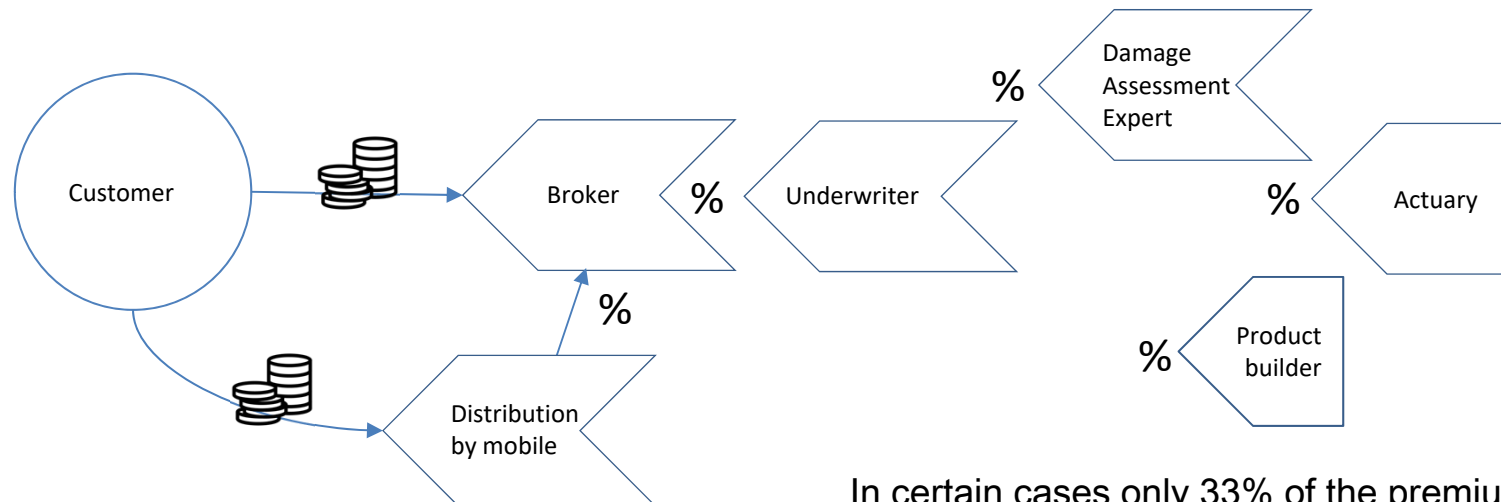 Damage
Assessment
Expert
%
Customer
Broker
%
Underwriter
%
Actuary
%
Product
builder
%
Distribution
by mobile
In certain cases only 33% of the premiu